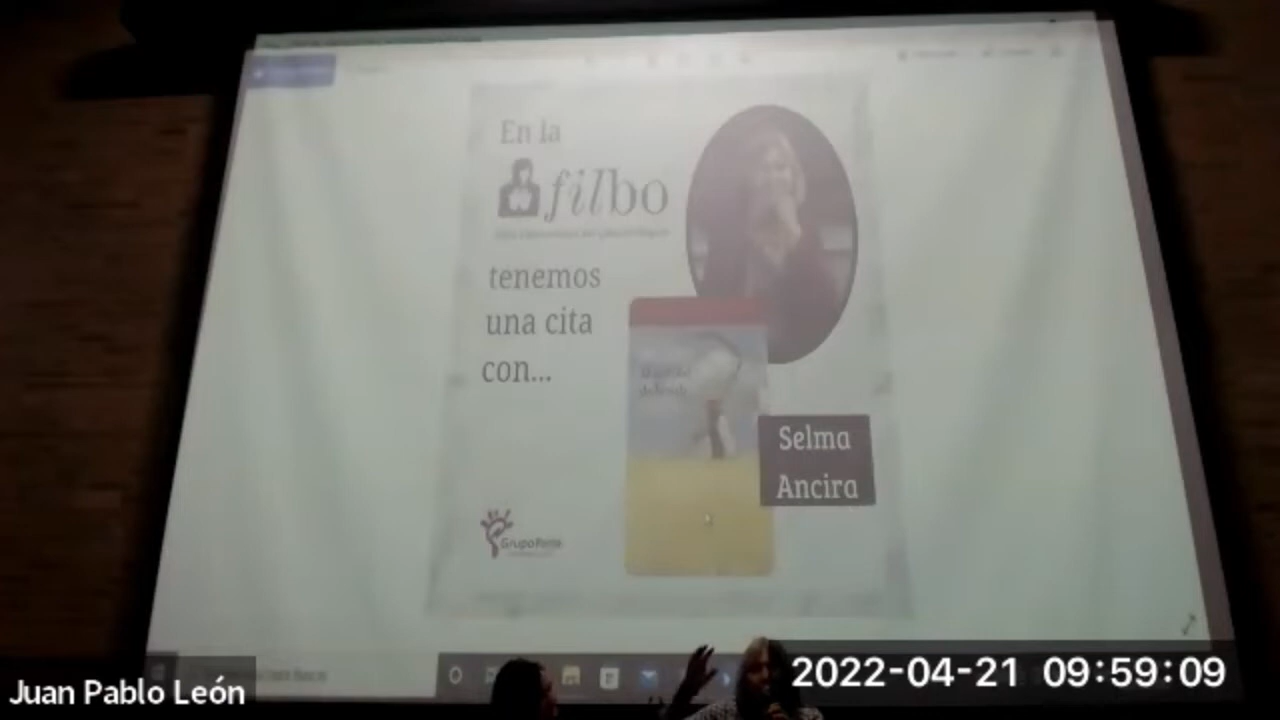 En la
filbo
tenemos
una cita
con...
Selma
Ancira
Juan Pablo León
2022-04-21 09:59:09